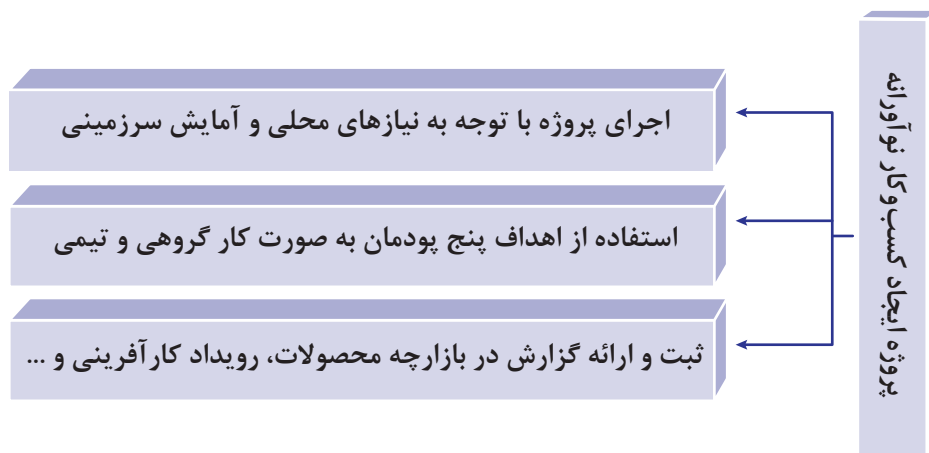 پروژه ایجاد کسب‌وکار نوآورانه
اجرای پروژه با توجه به نیازهای محلی و آمایش سرزمینی
استفاده از اهداف پنج پودمان به صورت کار گروهی و تیمی
ثبت و ارائه گزارش در بازارچه محصولات، رویداد کارآفرینی و ...